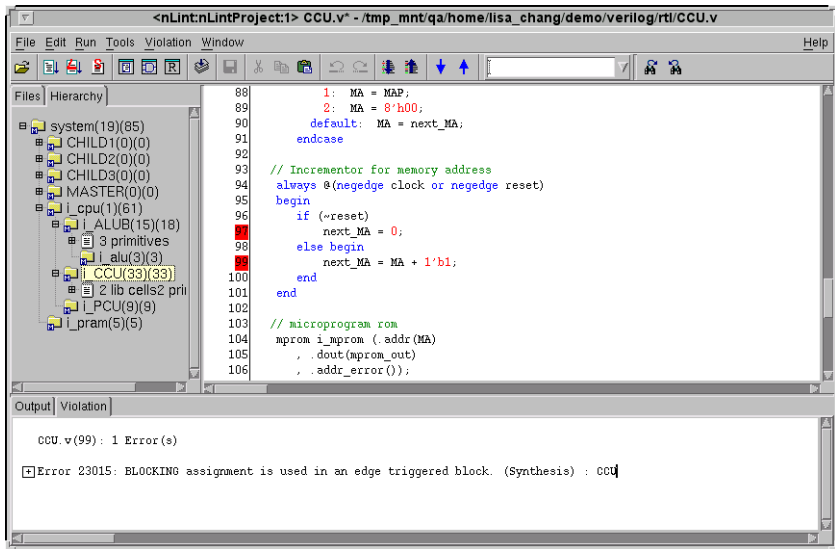 <nLint:nLintProject:1> CCU.v* - /tmp_mnt/qa/home/lisa_chang/demo/verilog/rtl/CCU.v
File Edit Run Tools Violation Window Help
Files Hierarchy
system(19)(85)
CHILD1(0)(0)
CHILD2(0)(0)
CHILD3(0)(0)
MASTER(0)(0)
i_cpu(1)(61)
i_ALUB(15)(18)
3 primitives
i_alu(3)(3)
i_CCU(33)(33)
2 lib cells2 pri
i_PCU(9)(9)
i_pram(5)(5)
88 1: MA = MAP;
89 2: MA = 8'h00;
90 default: MA = next_MA;
91 endcase
92
93 // Incrementor for memory address
94 always @(negedge clock or negedge reset)
95 begin
96 if (~reset)
97 next_MA = 0;
98 else begin
99 next_MA = MA + 1'b1;
100 end
101 end
102
103 // microprogram rom
104 mprom i_mprom (.addr(MA)
105 , .dout(mprom_out)
106 , .addr_error());
Output Violation
CCU.v(99): 1 Error(s)
Error 23015: BLOCKING assignment is used in an edge triggered block. (Synthesis) : CCU